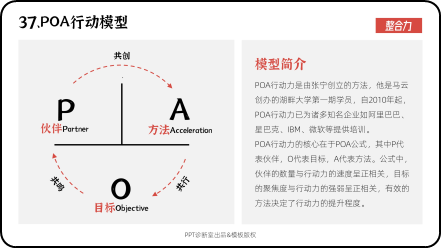 37.POA行动模型
整合力
共创
P
伙伴Partner
A
方法Acceleration
O
目标Objective
共鸣
共行
模型简介
POA行动力是由张宁创立的方法，他是马云
创办的湖畔大学第一期学员，自2010年起，
POA行动力已为诸多知名企业如阿里巴巴、
星巴克，IBM、微软等提供培训。
POA行动力的核心在于POA公式，其中P代
表伙伴，O代表目标，A代表方法。公式中，
伙伴的数量与行动力的速度呈正相关，目标
的聚焦度与行动力的强弱呈正相关，有效的
方法决定了行动力的提升程度。
PPT@新童出品&模板版权